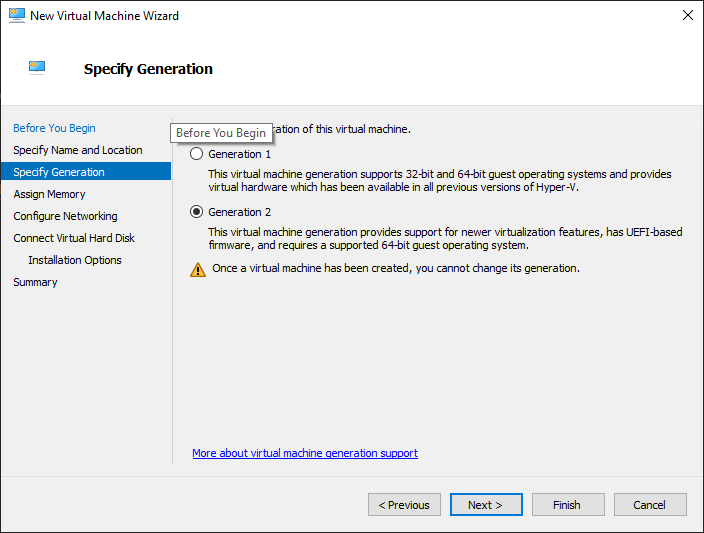 New Virtual Machine Wizard
Specify Generation
Before You Begin
Specify Name and Location
Specify Generation
Assign Memory
Configure Networking
Connect Virtual Hard Disk
Installation Options
Summary
Before You Begin
of this virtual machine.
Generation 1
This virtual machine generation supports 32-bit and 64-bit guest operating systems and provides
virtual hardware which has been available in all previous versions of Hyper-V.
Generation 2
This virtual machine generation provides support for newer virtualization features, has UEFI-based
firmware, and requires a supported 64-bit guest operating system.
Once a virtual machine has been created, you cannot change its generation.
More about virtual machine generation support
< Previous
Next >
Finish
Cancel